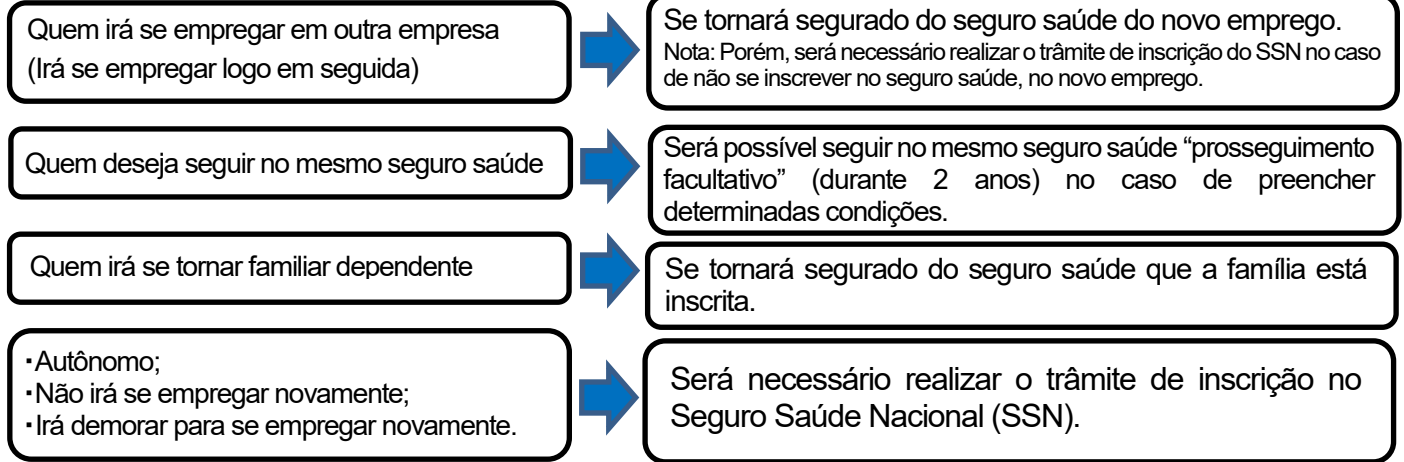 Quem irá se empregar em outra empresa
(Irá se empregar logo em seguida)
Se tornará segurado do seguro saúde do novo emprego.
Nota: Porém, será necessário realizar o trâmite de inscrição do SSN no caso
de não se inscrever no seguro saúde, no novo emprego.
Quem deseja seguir no mesmo seguro saúde
Será possível seguir no mesmo seguro saúde “prosseguimento
facultativo” (durante 2 anos) no caso de preencher
determinadas condições.
Quem irá se tornar familiar dependente
Se tornará segurado do seguro saúde que a família está
inscrita.
・Autônomo;
・Não irá se empregar novamente;
・Irá demorar para se empregar novamente.
Será necessário realizar o trâmite de inscrição no
Seguro Saúde Nacional (SSN).